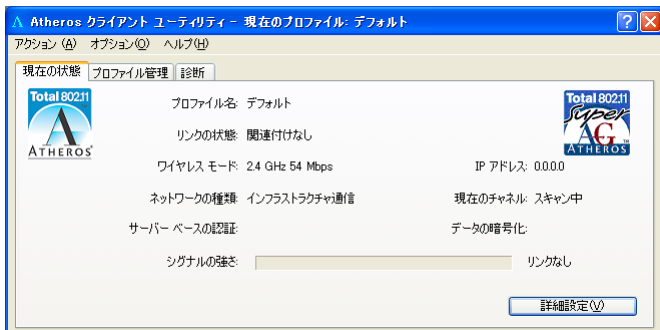 Atheros クライアント ユーティリティ - 現在のプロファイル: デフォルト
アクション (A) オプション(O) ヘルプ(H)
現在の状態 プロファイル管理 診断
Total 802.11
ATHEROS
Total 802.11
Super
AG
ATHEROS
プロファイル名: デフォルト
リンクの状態: 関連付けなし
ワイヤレス モード: 2.4 GHz 54 Mbps IP アドレス: 0.0.0.0
ネットワークの種類: インフラストラクチャ通信 現在のチャネル: スキャン中
サーバー ベースの認証: データの暗号化:
シグナルの強さ: リンクなし
詳細設定(V)